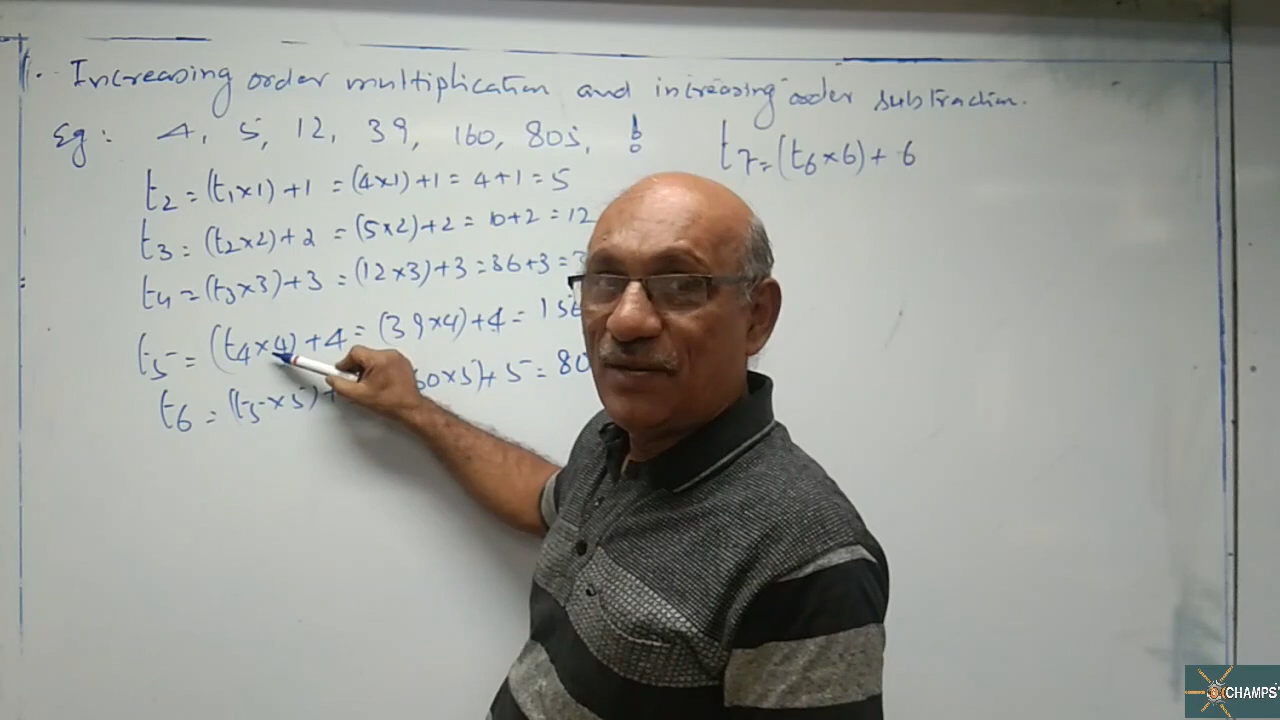 1. Increasing order multiplication and increasing order subtraction.
Eg: 4, 5, 12, 39, 160, 805, ?
t7 = (t6×6) + 6
t2 = (t1×1) +1 = (4×1)+1 = 4+1 = 5
t3 = (t2×2)+2 = (5×2)+2 = 10+2 = 12
t4 = (t3×3)+3 = (12×3)+3 = 36+3 = 3
t5 = (t4×4) +4 = (39×4)+4 = 156
t6 = (t5×5)+ 60×5)+5 = 80
CHAMPS